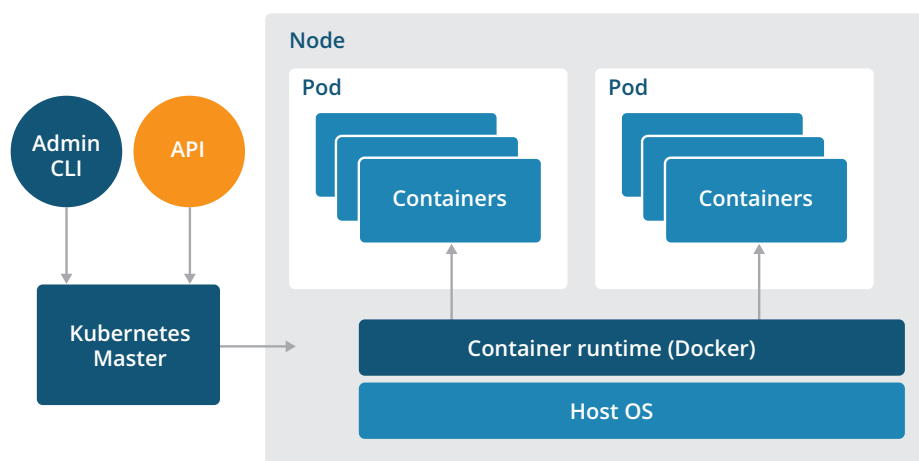 Node
Pod
Pod
Admin
CLI
API
Containers
Containers
Kubernetes
Master
Container runtime (Docker)
Host OS